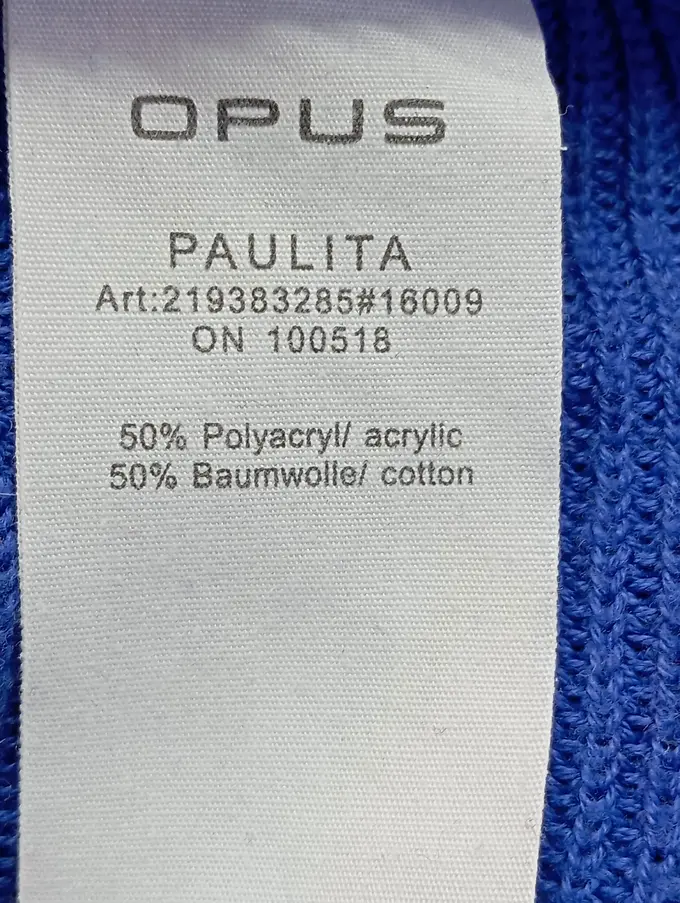 OPUS
PAULITA
Art:219383285#16009
ON 100518
50% Polyacryl/ acrylic
50% Baumwolle/ cotton